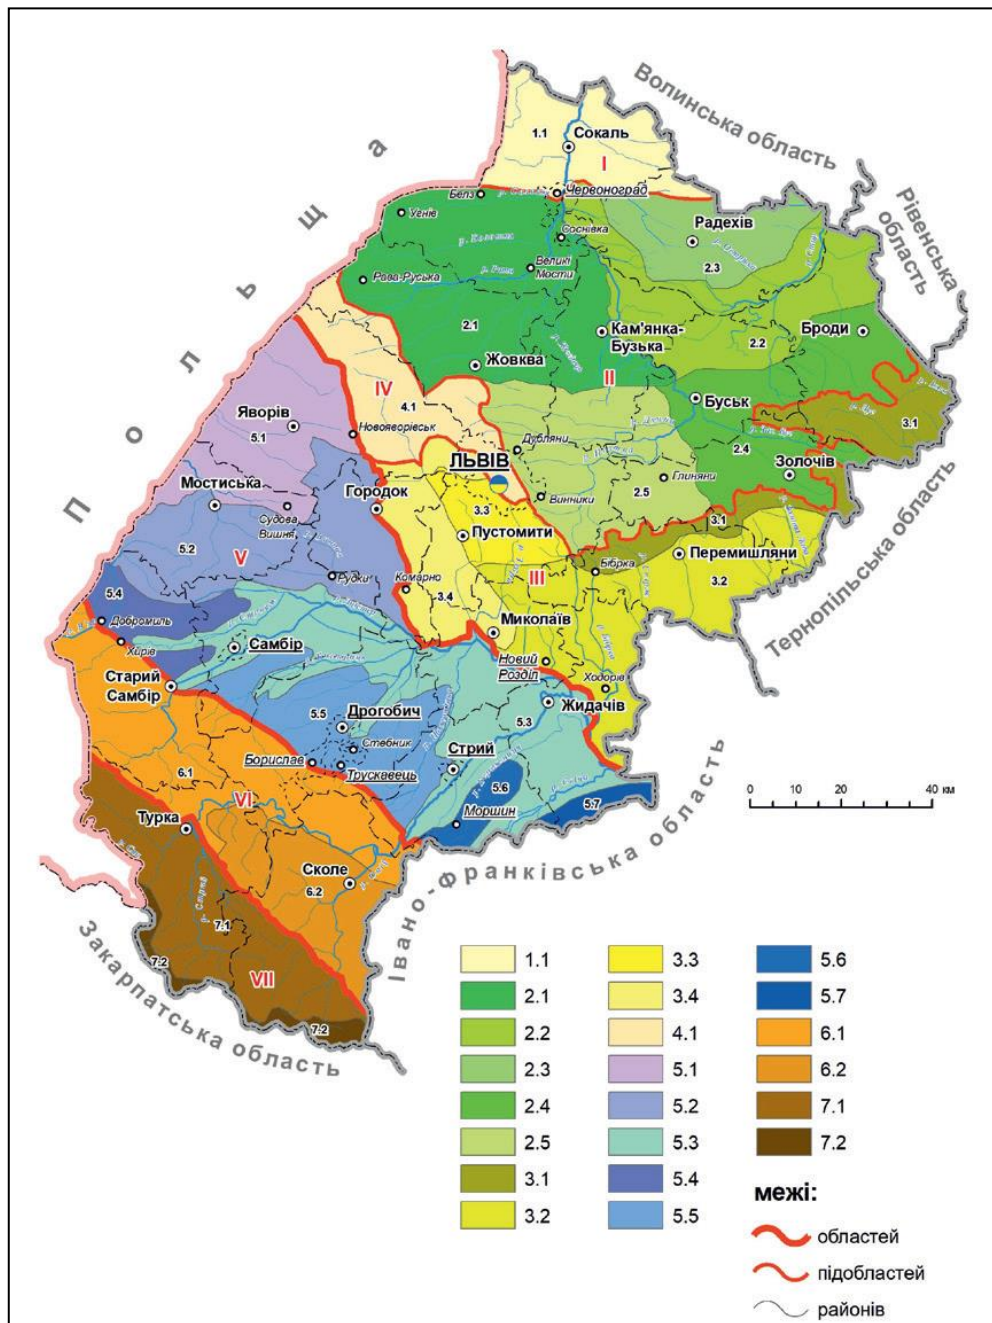 Волинська область
Рівенська
область
Польща
1.1
Сокаль
I
Червоноград
Белз
Угнів
Соснівка
Радехів
2.3
р. Рата
Великі
Мости
Рава-Руська
2.1
2.2
Броди
Кам'янка-
Бузька
Жовква
II
IV
4.1
Буськ
Яворів
5.1
Новояворівськ
3.1
Дубляни
ЛЬВІВ
2.4
Золочів
Мостиська
Городок
Глиняни
2.5
Винники
3.3
Судова
Вишня
3.1
Пустомити
5.2
V
Перемишляни
Бібрка
III
3.2
Рудки
Комарно
3.4
5.4
Добромиль
Хирів
Миколаїв
Самбір
Тернопільська область
Новий
Розділ
Старий
Самбір
Ходорів
Жидачів
5.3
5.5
Дрогобич
Стебник
Стрий
Борислав
Трускавець
6.1
5.6
5.7
VI
Моршин
0 10 20 40 км
Турка
Сколе
6.2
р. Стрий
7.1
7.2
VII
7.2
Івано-Франківська область
Закарпатська область
1.1
2.1
2.2
2.3
2.4
2.5
3.1
3.2
3.3
3.4
4.1
5.1
5.2
5.3
5.4
5.5
5.6
5.7
6.1
6.2
7.1
7.2
межі:
областей
підобластей
районів